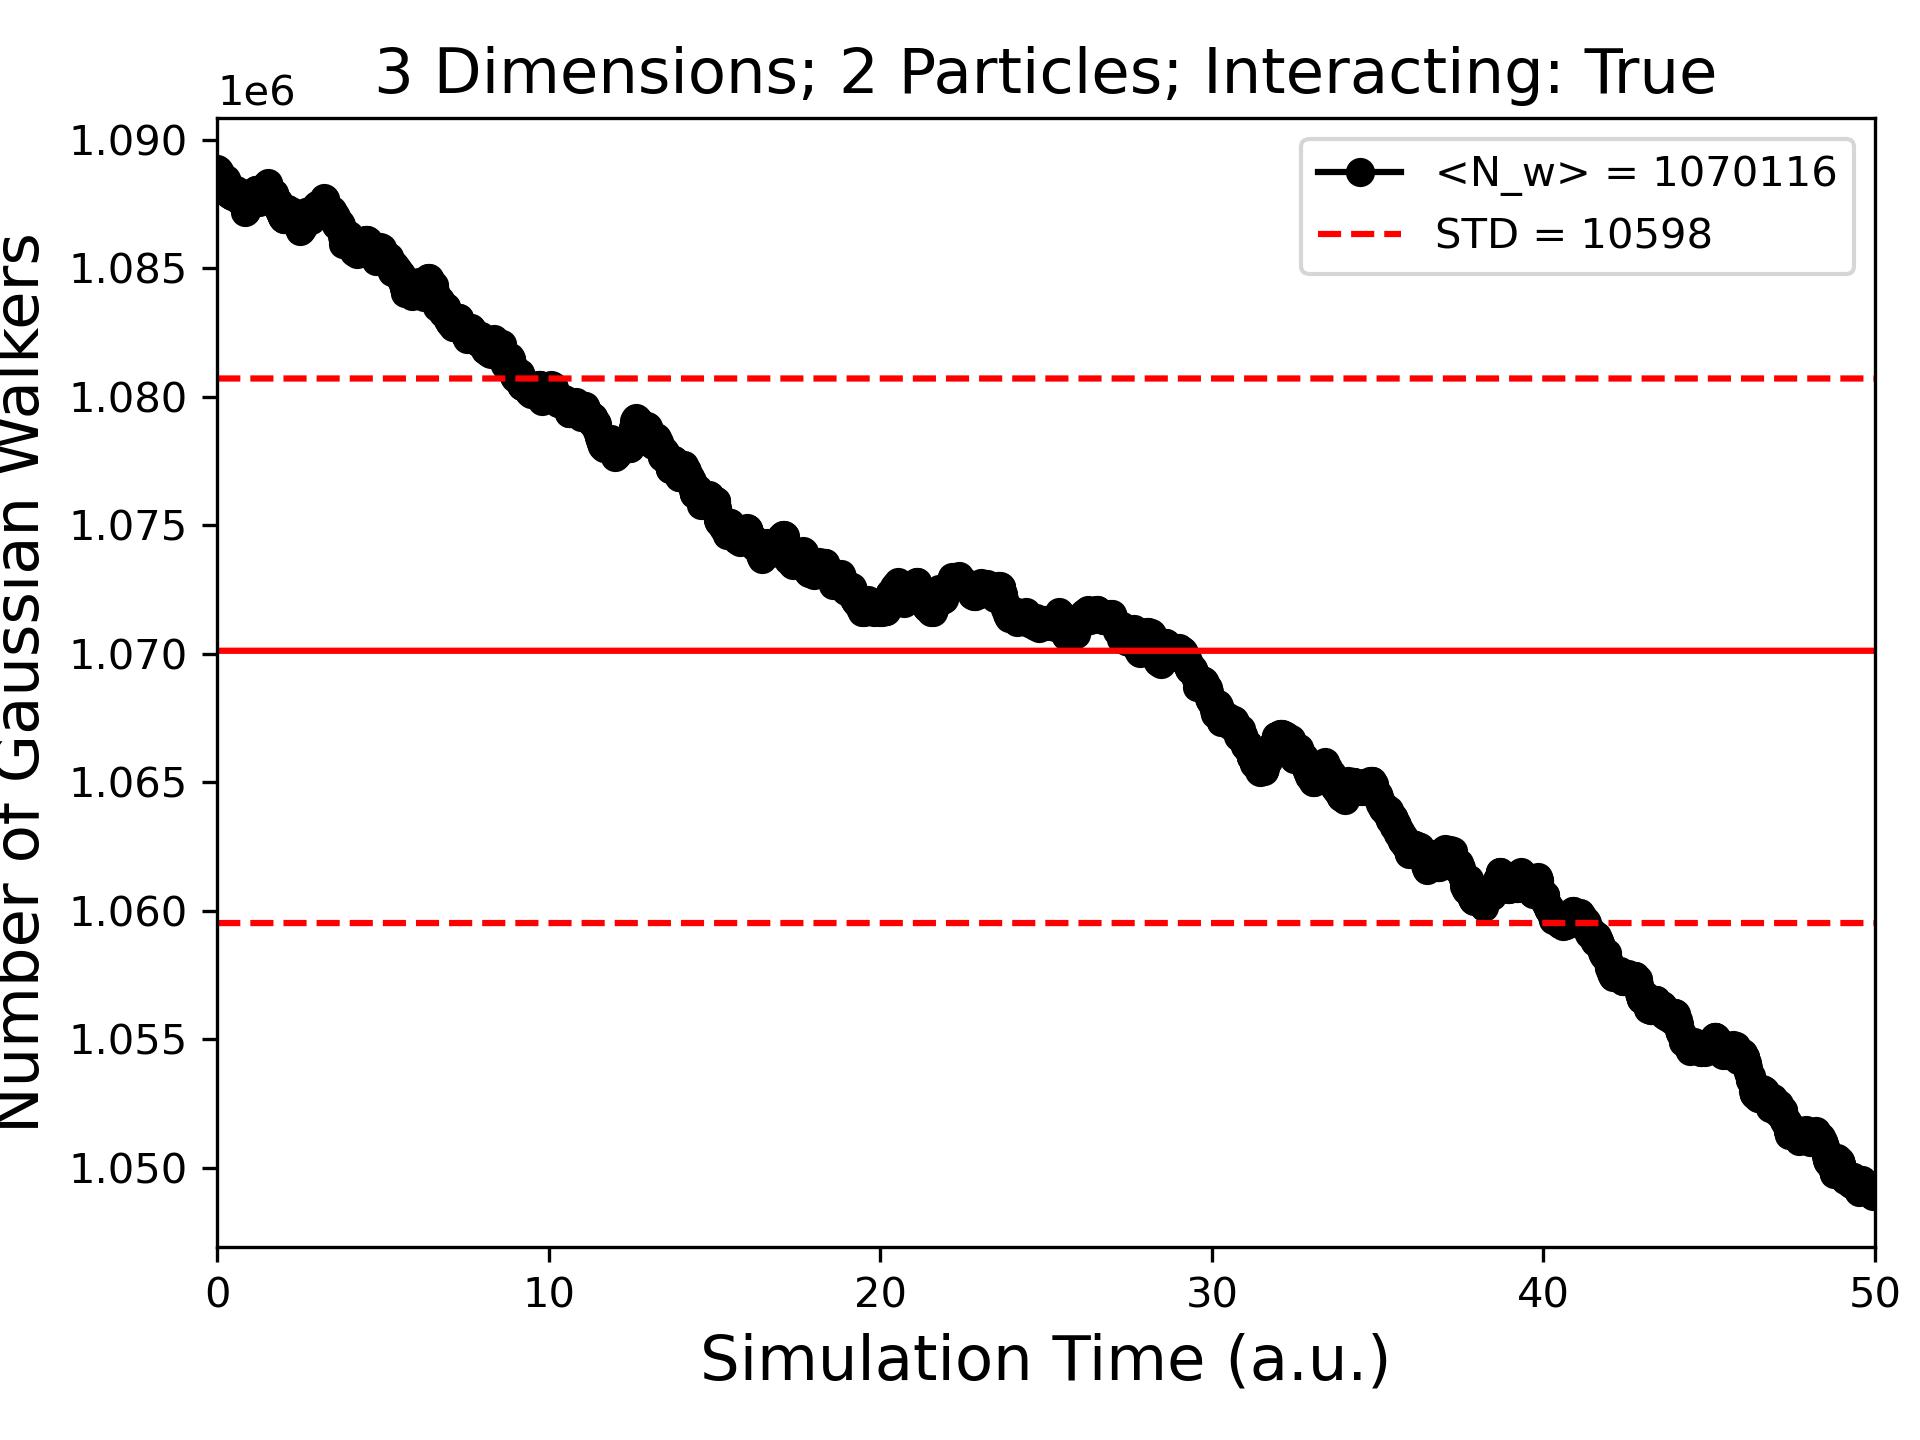 3 Dimensions; 2 Particles; Interacting: True
1e6
<N_w> = 1070116
STD = 10598
Number of Gaussian Walkers
1.090
1.085
1.080
1.075
1.070
1.065
1.060
1.055
1.050
0 10 20 30 40 50
Simulation Time (a.u.)